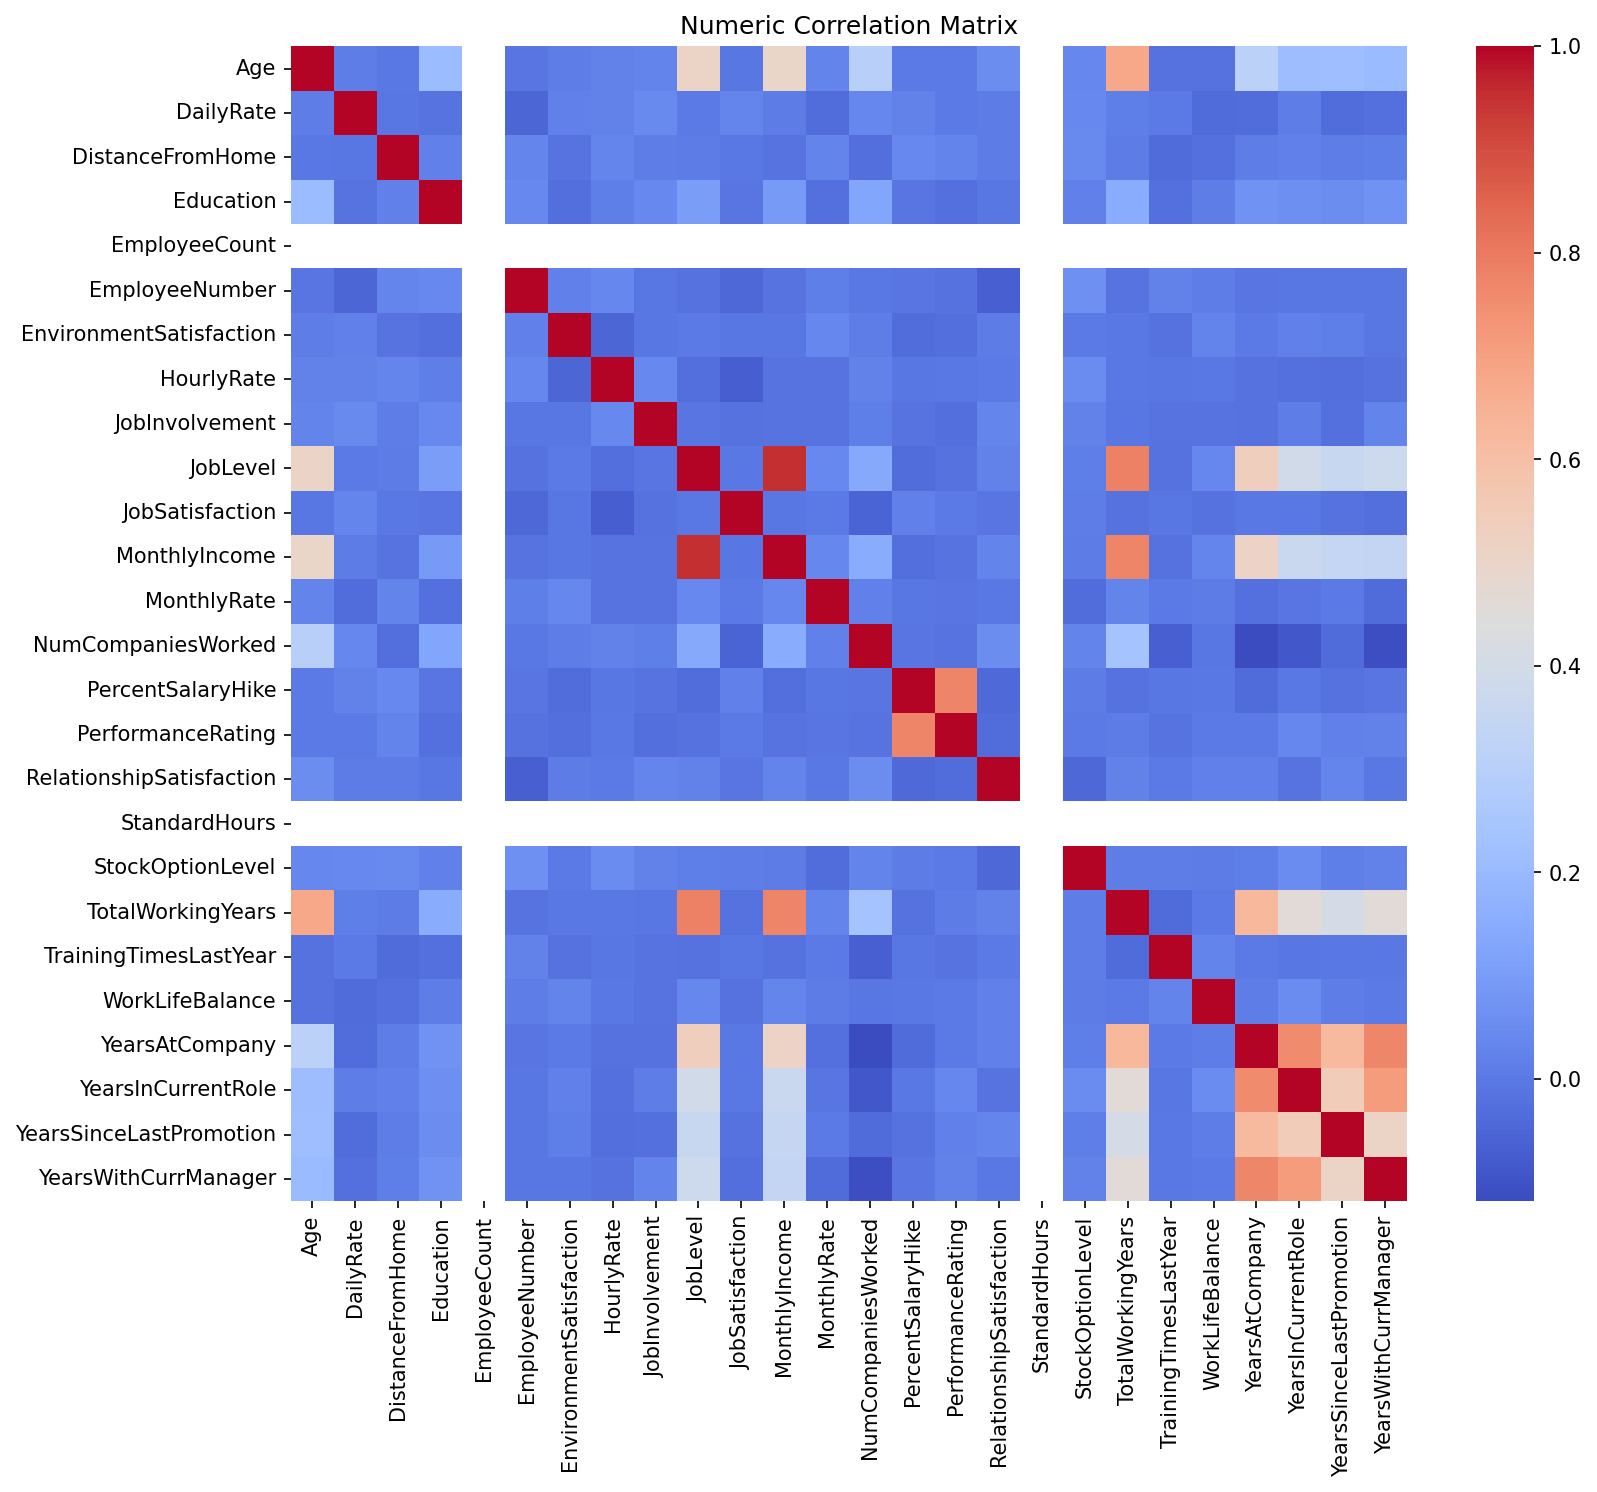 Numeric Correlation Matrix
Age
DailyRate
DistanceFromHome
Education
EmployeeCount
EmployeeNumber
EnvironmentSatisfaction
HourlyRate
JobInvolvement
JobLevel
JobSatisfaction
MonthlyIncome
MonthlyRate
NumCompaniesWorked
PercentSalaryHike
PerformanceRating
RelationshipSatisfaction
StandardHours
StockOptionLevel
TotalWorkingYears
TrainingTimesLastYear
WorkLifeBalance
YearsAtCompany
YearsInCurrentRole
YearsSinceLastPromotion
YearsWithCurrManager
Age
DailyRate
DistanceFromHome
Education
EmployeeCount
EmployeeNumber
EnvironmentSatisfaction
HourlyRate
JobInvolvement
JobLevel
JobSatisfaction
MonthlyIncome
MonthlyRate
NumCompaniesWorked
PercentSalaryHike
PerformanceRating
RelationshipSatisfaction
StandardHours
StockOptionLevel
TotalWorkingYears
TrainingTimesLastYear
WorkLifeBalance
YearsAtCompany
YearsInCurrentRole
YearsSinceLastPromotion
YearsWithCurrManager
1.0
0.8
0.6
0.4
0.2
0.0